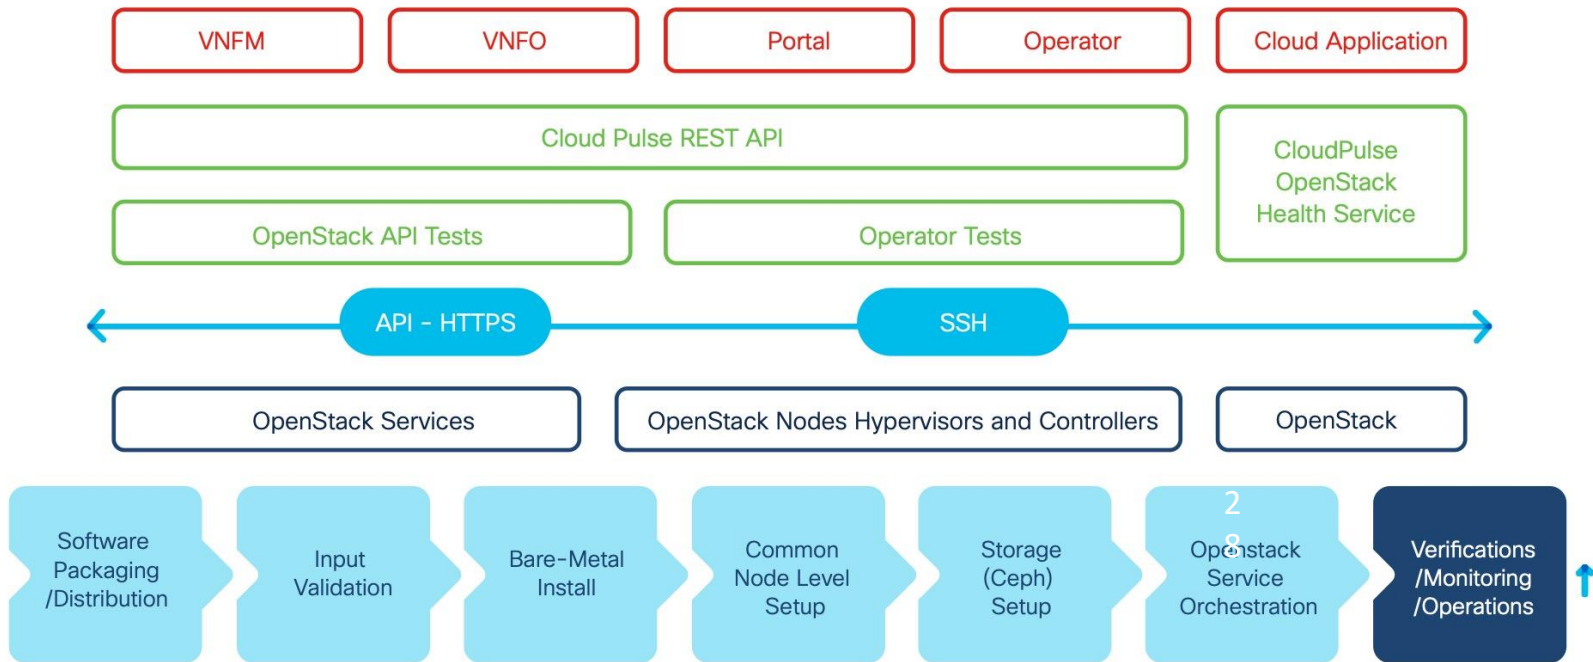 VNFM
VNFO
Portal
Operator
Cloud Application
Cloud Pulse REST API
CloudPulse
OpenStack
Health Service
OpenStack API Tests
Operator Tests
API - HTTPS
SSH
OpenStack Services
OpenStack Nodes Hypervisors and Controllers
OpenStack
Software
Packaging
/Distribution
Input
Validation
Bare-Metal
Install
Common
Node Level
Setup
Storage
(Ceph)
Setup
2
8
Openstack
Service
Orchestration
Verifications
/Monitoring
/Operations